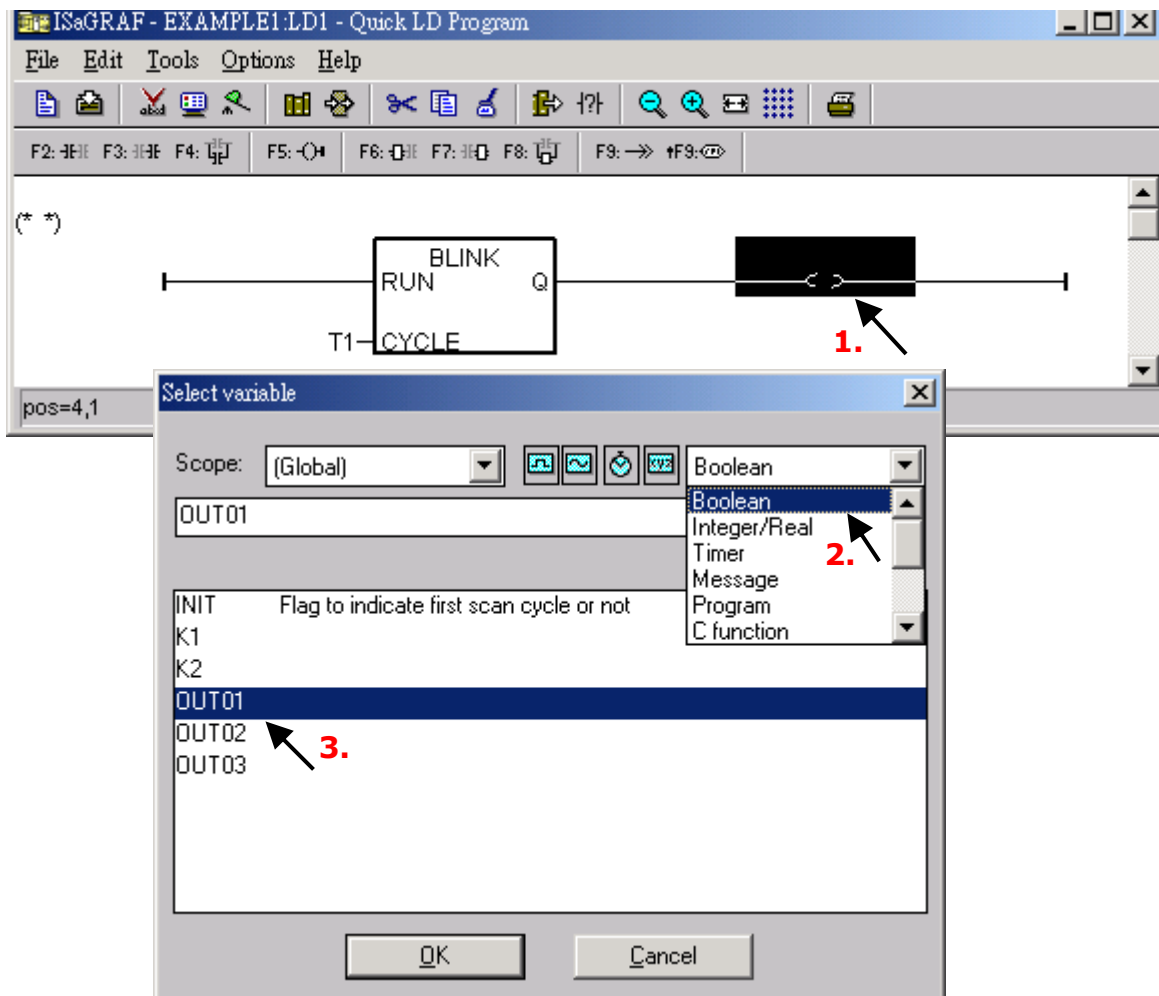 ISaGRAF - EXAMPLE1:LD1 - Quick LD Program
File Edit Tools Options Help
abcd
F2: F3: F4: F5: F6: F7: F8: F9: F9:
(* *)
BLINK
RUN Q
T1 CYCLE
1.
pos=4,1
Select variable
Scope: (Global) xyz Boolean
OUT01
Boolean
Integer/Real
Timer
Message
Program
C function
2.
INIT Flag to indicate first scan cycle or not
K1
K2
OUT01
OUT02
OUT03
3.
OK Cancel